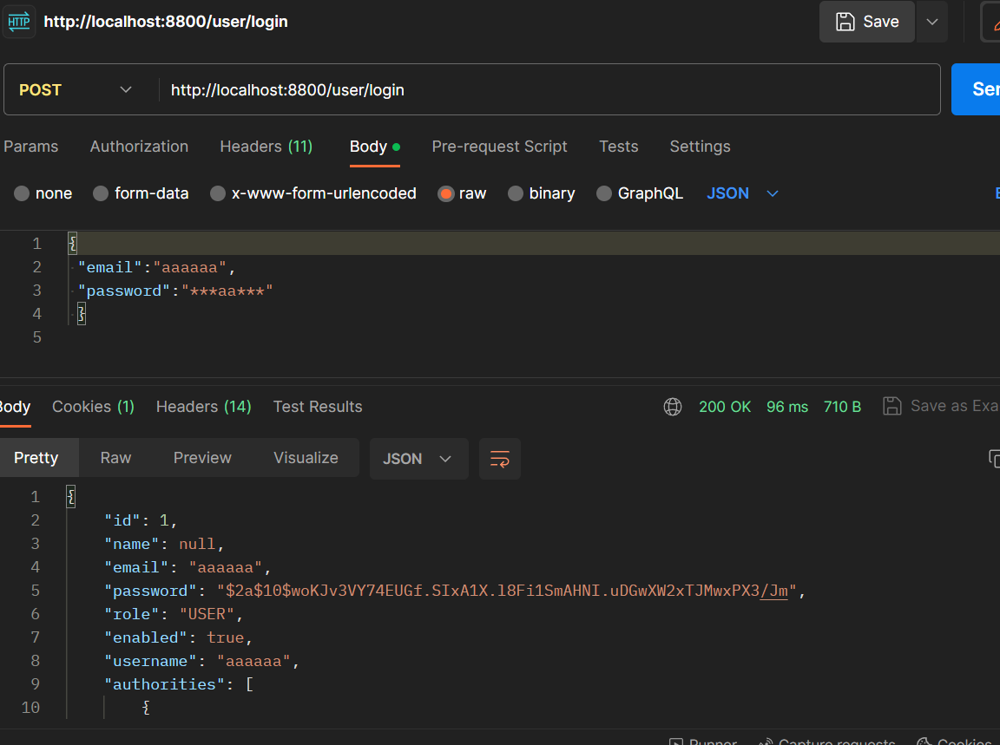 HTTP http://localhost:8800/user/login Save
POST http://localhost:8800/user/login
Params Authorization Headers (11) Body Pre-request Script Tests Settings
none form-data x-www-form-urlencoded raw binary GraphQL JSON
1 {
2 "email":"aaaaaa",
3 "password":"***aa***"
4 }
5
Body Cookies (1) Headers (14) Test Results 200 OK 96 ms 710 B Save as Exa
Pretty Raw Preview Visualize JSON
1 {
2 "id": 1,
3 "name": null,
4 "email": "aaaaaa",
5 "password": "$2a$10$woKJv3VY74EUGf.SIxA1X.l8Fi1SmAHNI.uDGwXW2xTJMwxPX3/Jm",
6 "role": "USER",
7 "enabled": true,
8 "username": "aaaaaa",
9 "authorities": [
10 {
Runner Capture requests Cookies